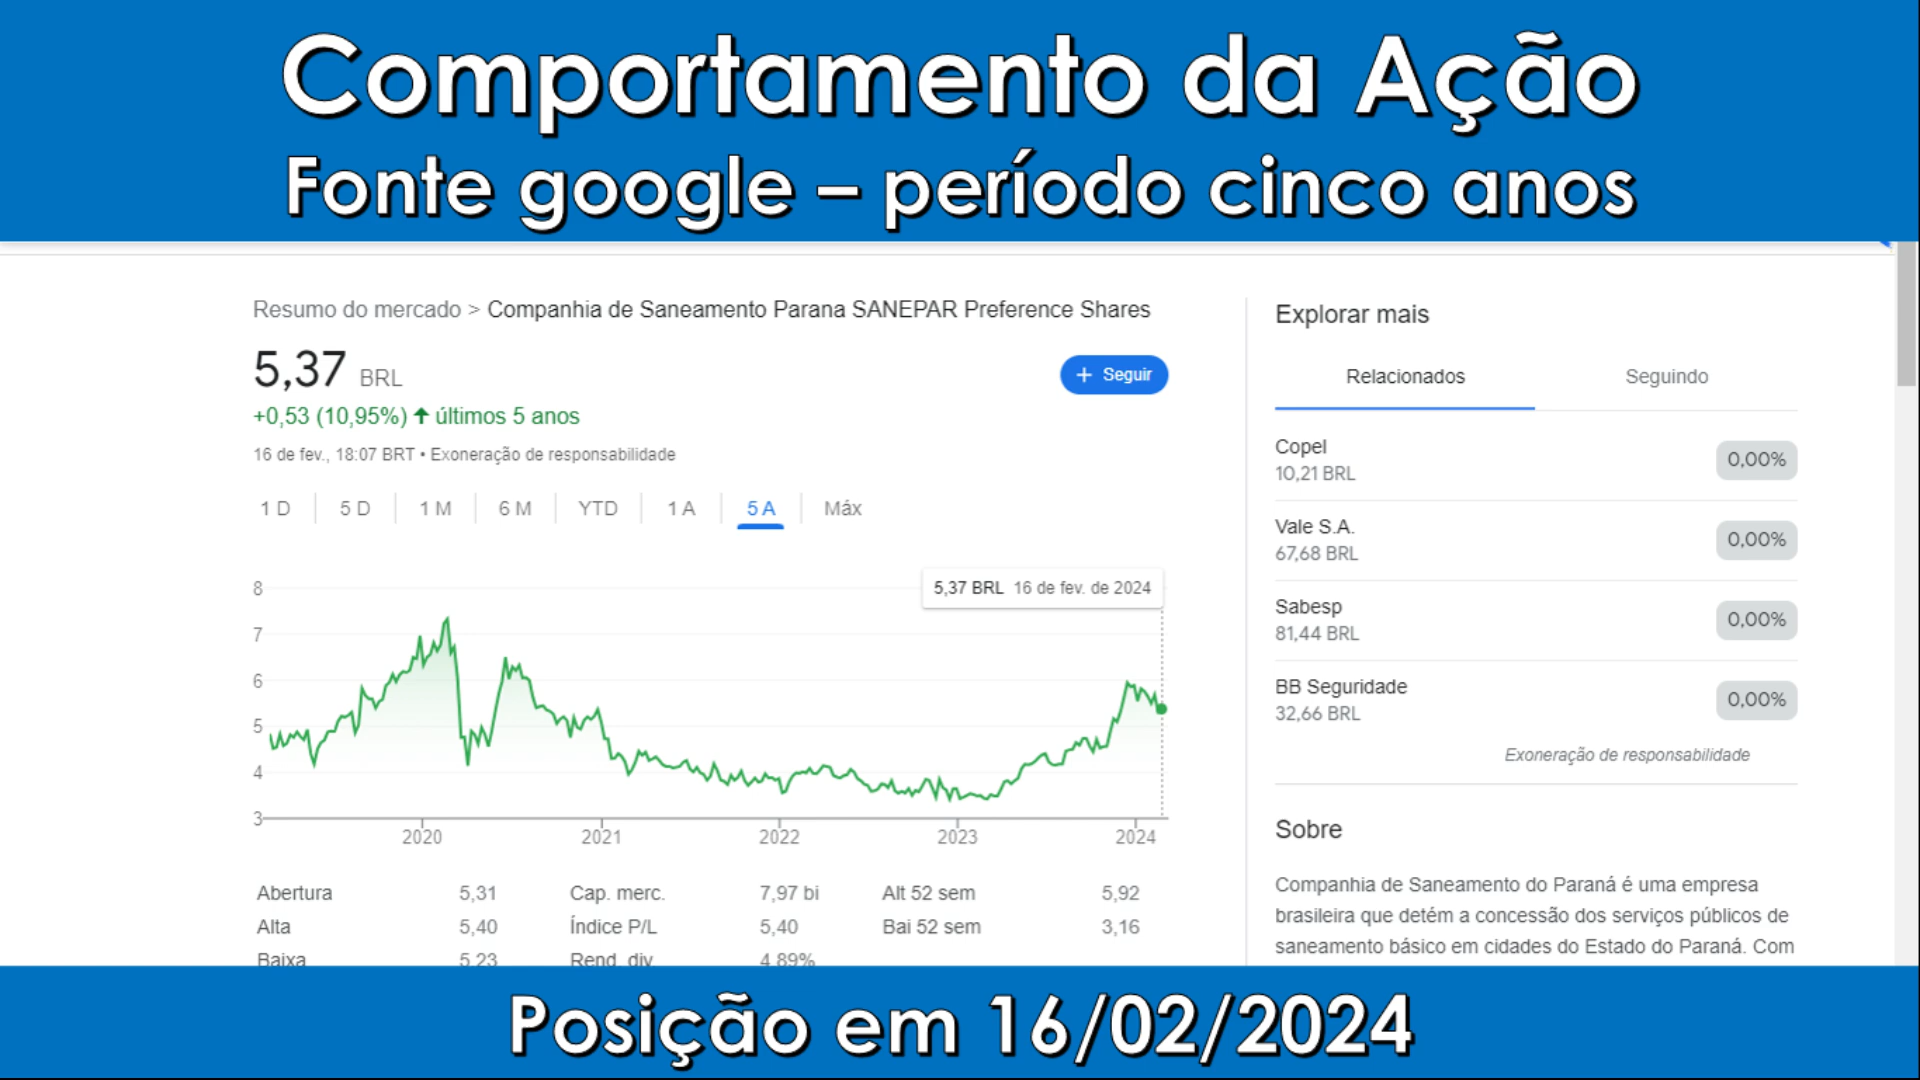 Comportamento da Ação
Fonte google – período cinco anos
Resumo do mercado > Companhia de Saneamento Parana SANEPAR Preference Shares
5,37 BRL
+ Seguir
+0,53 (10,95%) ↑ últimos 5 anos
16 de fev., 18:07 BRT • Exoneração de responsabilidade
1 D 5 D 1 M 6 M YTD 1 A 5 A Máx
5,37 BRL 16 de fev. de 2024
8
7
6
5
4
3
2020 2021 2022 2023 2024
Abertura 5,31 Cap. merc. 7,97 bi Alt 52 sem 5,92
Alta 5,40 Índice P/L 5,40 Bai 52 sem 3,16
Baixa 5,23 Rend. div. 4,89%
Explorar mais
Relacionados Seguindo
Copel
10,21 BRL
0,00%
Vale S.A.
67,68 BRL
0,00%
Sabesp
81,44 BRL
0,00%
BB Seguridade
32,66 BRL
0,00%
Exoneração de responsabilidade
Sobre
Companhia de Saneamento do Paraná é uma empresa
brasileira que detém a concessão dos serviços públicos de
saneamento básico em cidades do Estado do Paraná. Com
Posição em 16/02/2024